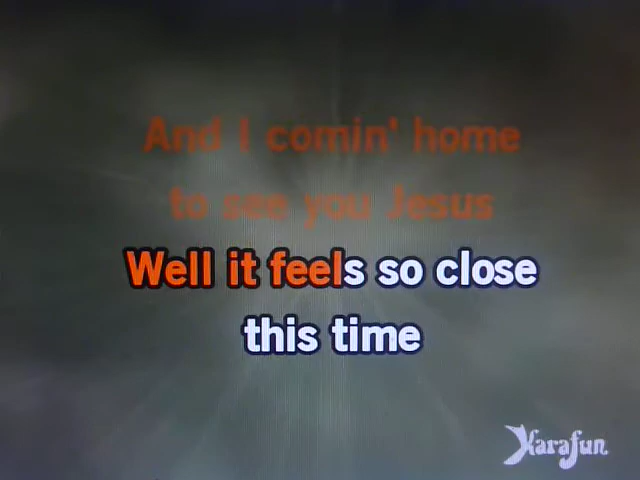 And I comin' home
to see you Jesus
Well it feels so close
this time
Karafun